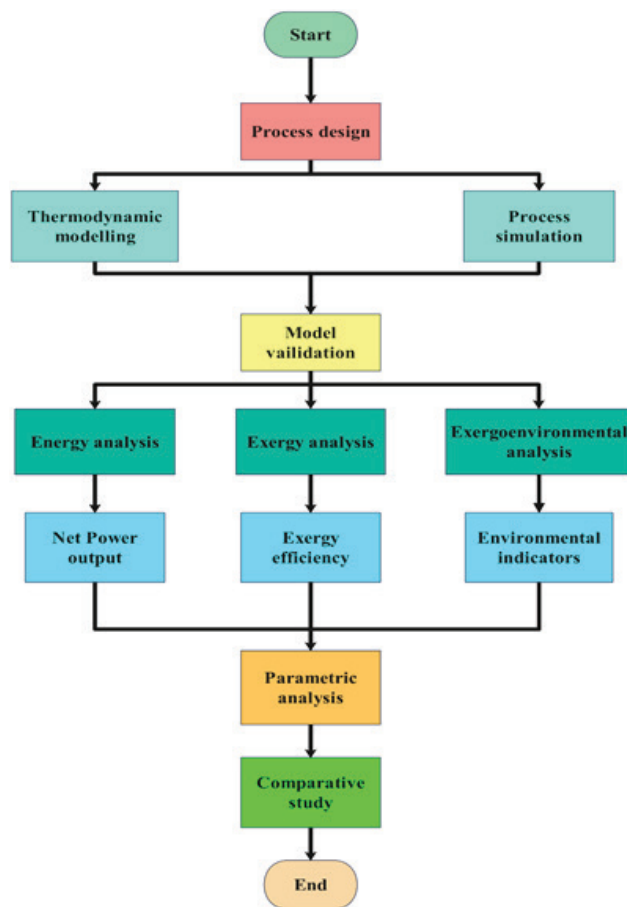 Start
Process design
Thermodynamic
modelling
Process
simulation
Model
vailidation
Energy analysis
Exergy analysis
Exergoenvironmental
analysis
Net Power
output
Exergy
efficiency
Environmental
indicators
Parametric
analysis
Comparative
study
End